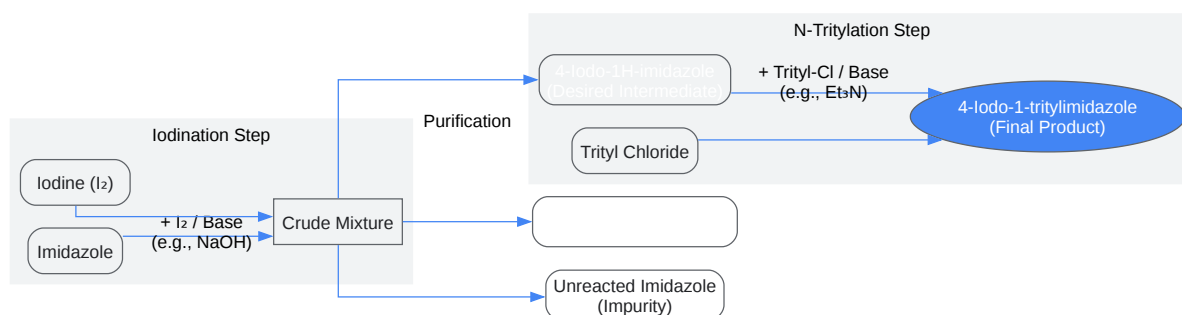 N-Tritylation Step
4-Iodo-1H-imidazole
(Desired Intermediate)
+ Trityl-Cl / Base
(e.g., Et₃N)
4-Iodo-1-tritylimidazole
(Final Product)
Purification
Iodination Step
Trityl Chloride
Iodine (I₂)
+ I₂ / Base
(e.g., NaOH)
Crude Mixture
Imidazole
Unreacted Imidazole
(Impurity)